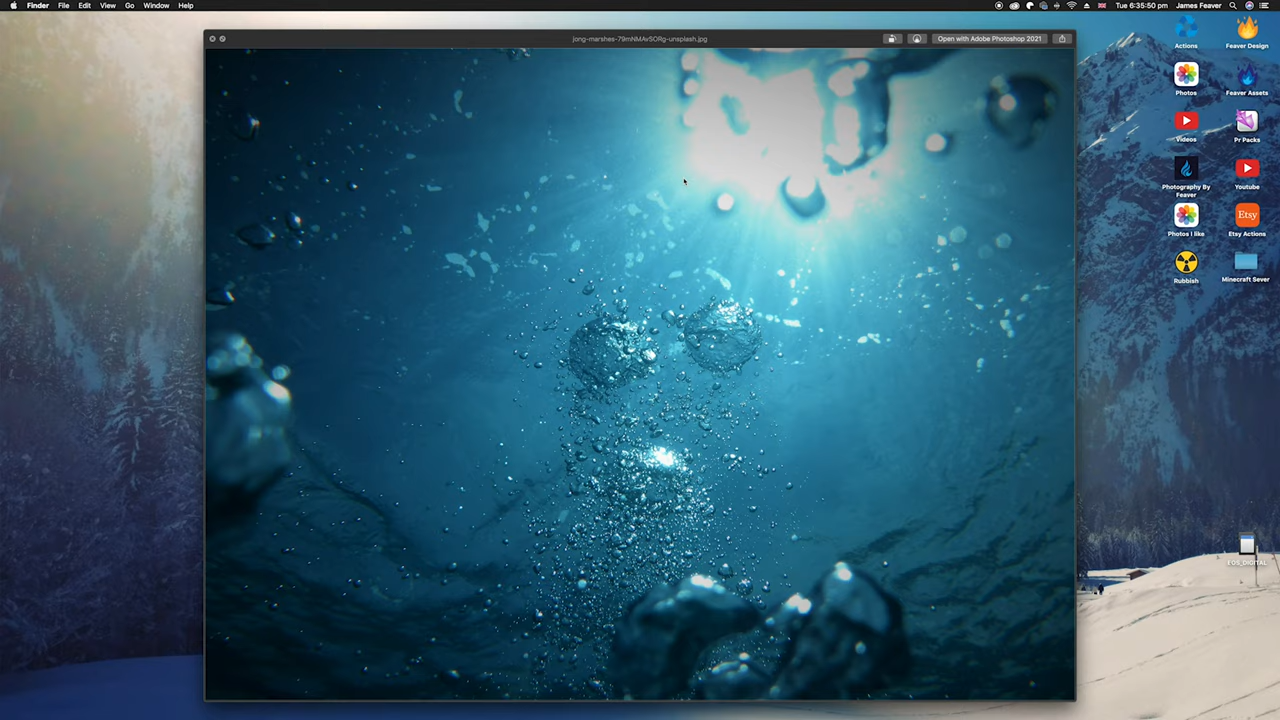 Finder File Edit View Go Window Help
Tue 6:35:50 pm James Feaver
jong-marshes-79mNMAvSORg-unsplash.jpg
Open with Adobe Photoshop 2021
Actions
Feaver Design
Photos
Feaver Assets
Videos
Pr Packs
Photography By
Feaver
Youtube
Photos I like
Etsy
Etsy Actions
Rubbish
Minecraft Sever
FOS_DIGITAL